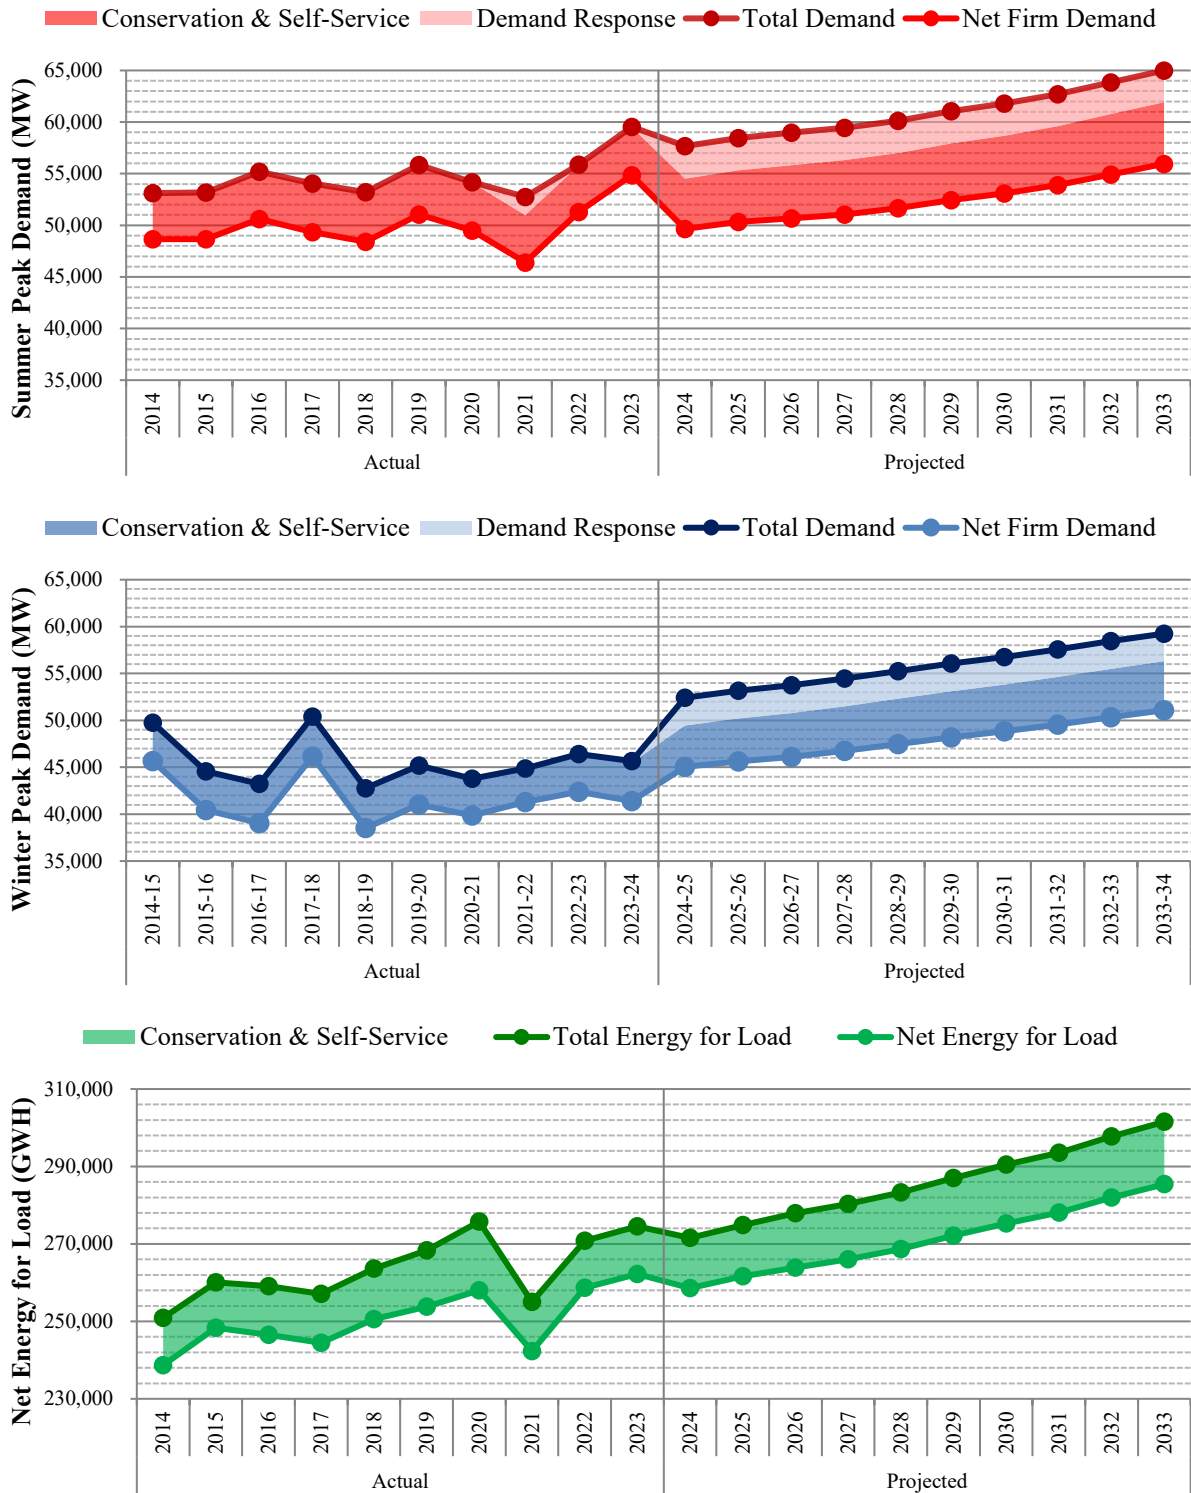 Conservation & Self-Service Demand Response Total Demand Net Firm Demand
Summer Peak Demand (MW)
65,000
60,000
55,000
50,000
45,000
40,000
35,000
2014 2015 2016 2017 2018 2019 2020 2021 2022 2023 2024 2025 2026 2027 2028 2029 2030 2031 2032 2033
Actual Projected
Conservation & Self-Service Demand Response Total Demand Net Firm Demand
Winter Peak Demand (MW)
65,000
60,000
55,000
50,000
45,000
40,000
35,000
2014-15 2015-16 2016-17 2017-18 2018-19 2019-20 2020-21 2021-22 2022-23 2023-24 2024-25 2025-26 2026-27 2027-28 2028-29 2029-30 2030-31 2031-32 2032-33 2033-34
Actual Projected
Conservation & Self-Service Total Energy for Load Net Energy for Load
Net Energy for Load (GWH)
310,000
290,000
270,000
250,000
230,000
2014 2015 2016 2017 2018 2019 2020 2021 2022 2023 2024 2025 2026 2027 2028 2029 2030 2031 2032 2033
Actual Projected